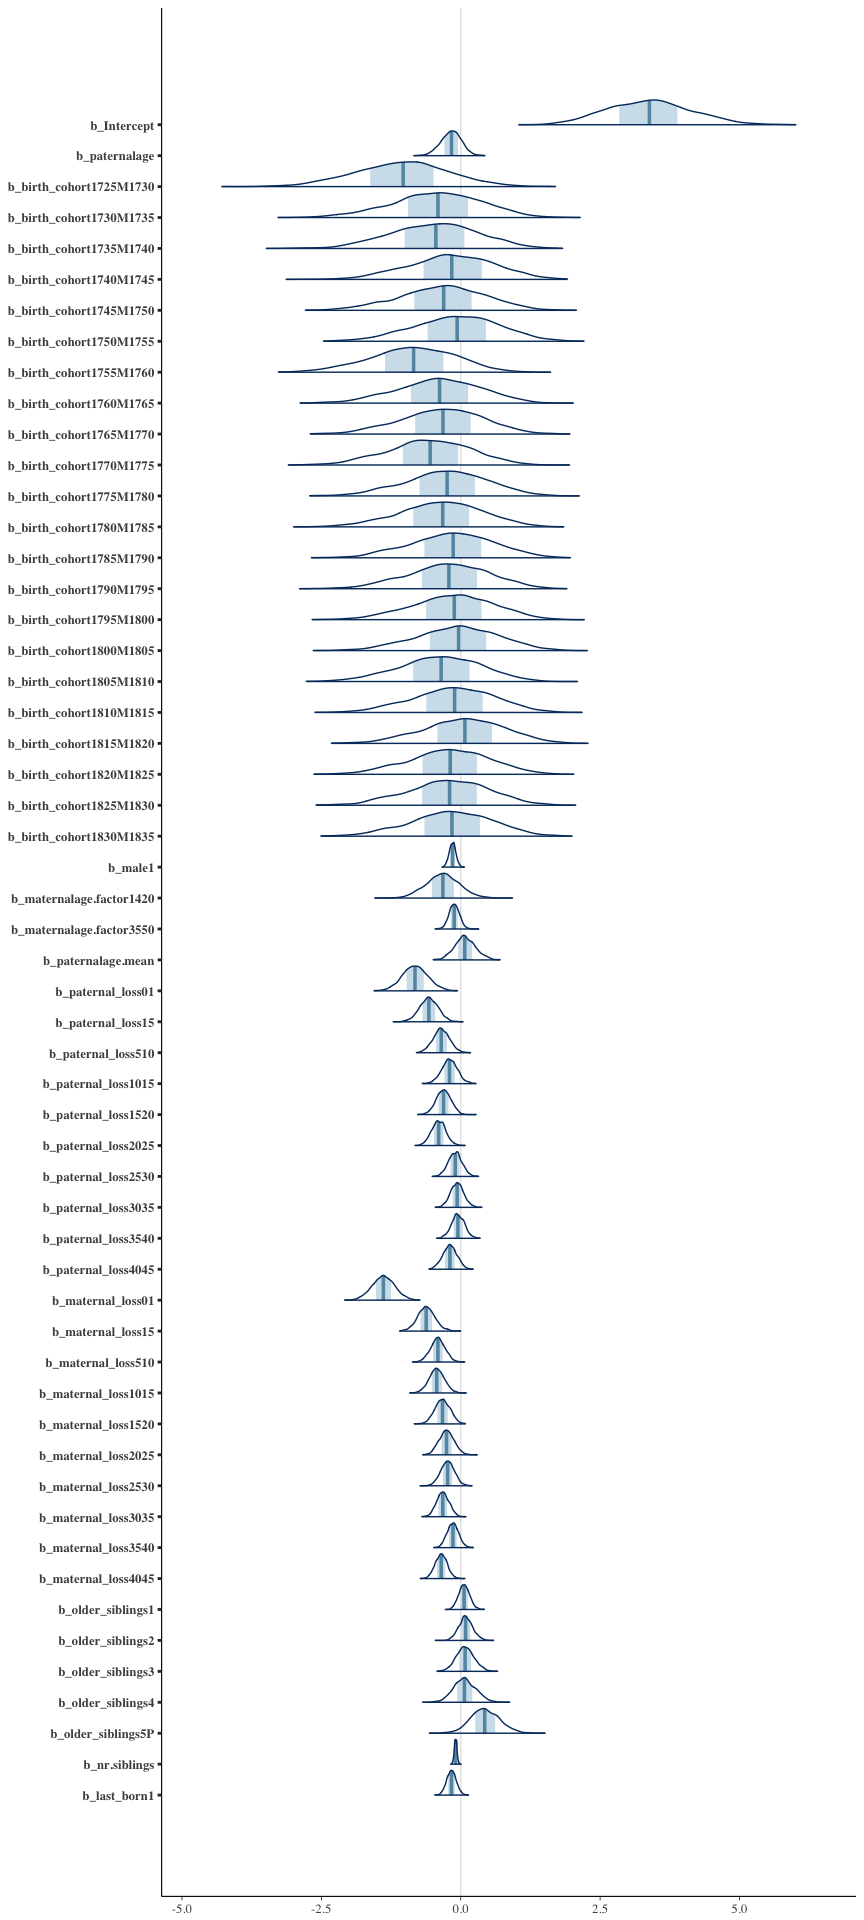 b_Intercept
b_paternalage
b_birth_cohort1725M1730
b_birth_cohort1730M1735
b_birth_cohort1735M1740
b_birth_cohort1740M1745
b_birth_cohort1745M1750
b_birth_cohort1750M1755
b_birth_cohort1755M1760
b_birth_cohort1760M1765
b_birth_cohort1765M1770
b_birth_cohort1770M1775
b_birth_cohort1775M1780
b_birth_cohort1780M1785
b_birth_cohort1785M1790
b_birth_cohort1790M1795
b_birth_cohort1795M1800
b_birth_cohort1800M1805
b_birth_cohort1805M1810
b_birth_cohort1810M1815
b_birth_cohort1815M1820
b_birth_cohort1820M1825
b_birth_cohort1825M1830
b_birth_cohort1830M1835
b_male1
b_maternalage.factor1420
b_maternalage.factor3550
b_paternalage.mean
b_paternal_loss01
b_paternal_loss15
b_paternal_loss510
b_paternal_loss1015
b_paternal_loss1520
b_paternal_loss2025
b_paternal_loss2530
b_paternal_loss3035
b_paternal_loss3540
b_paternal_loss4045
b_maternal_loss01
b_maternal_loss15
b_maternal_loss510
b_maternal_loss1015
b_maternal_loss1520
b_maternal_loss2025
b_maternal_loss2530
b_maternal_loss3035
b_maternal_loss3540
b_maternal_loss4045
b_older_siblings1
b_older_siblings2
b_older_siblings3
b_older_siblings4
b_older_siblings5P
b_nr.siblings
b_last_born1
-5.0 -2.5 0.0 2.5 5.0